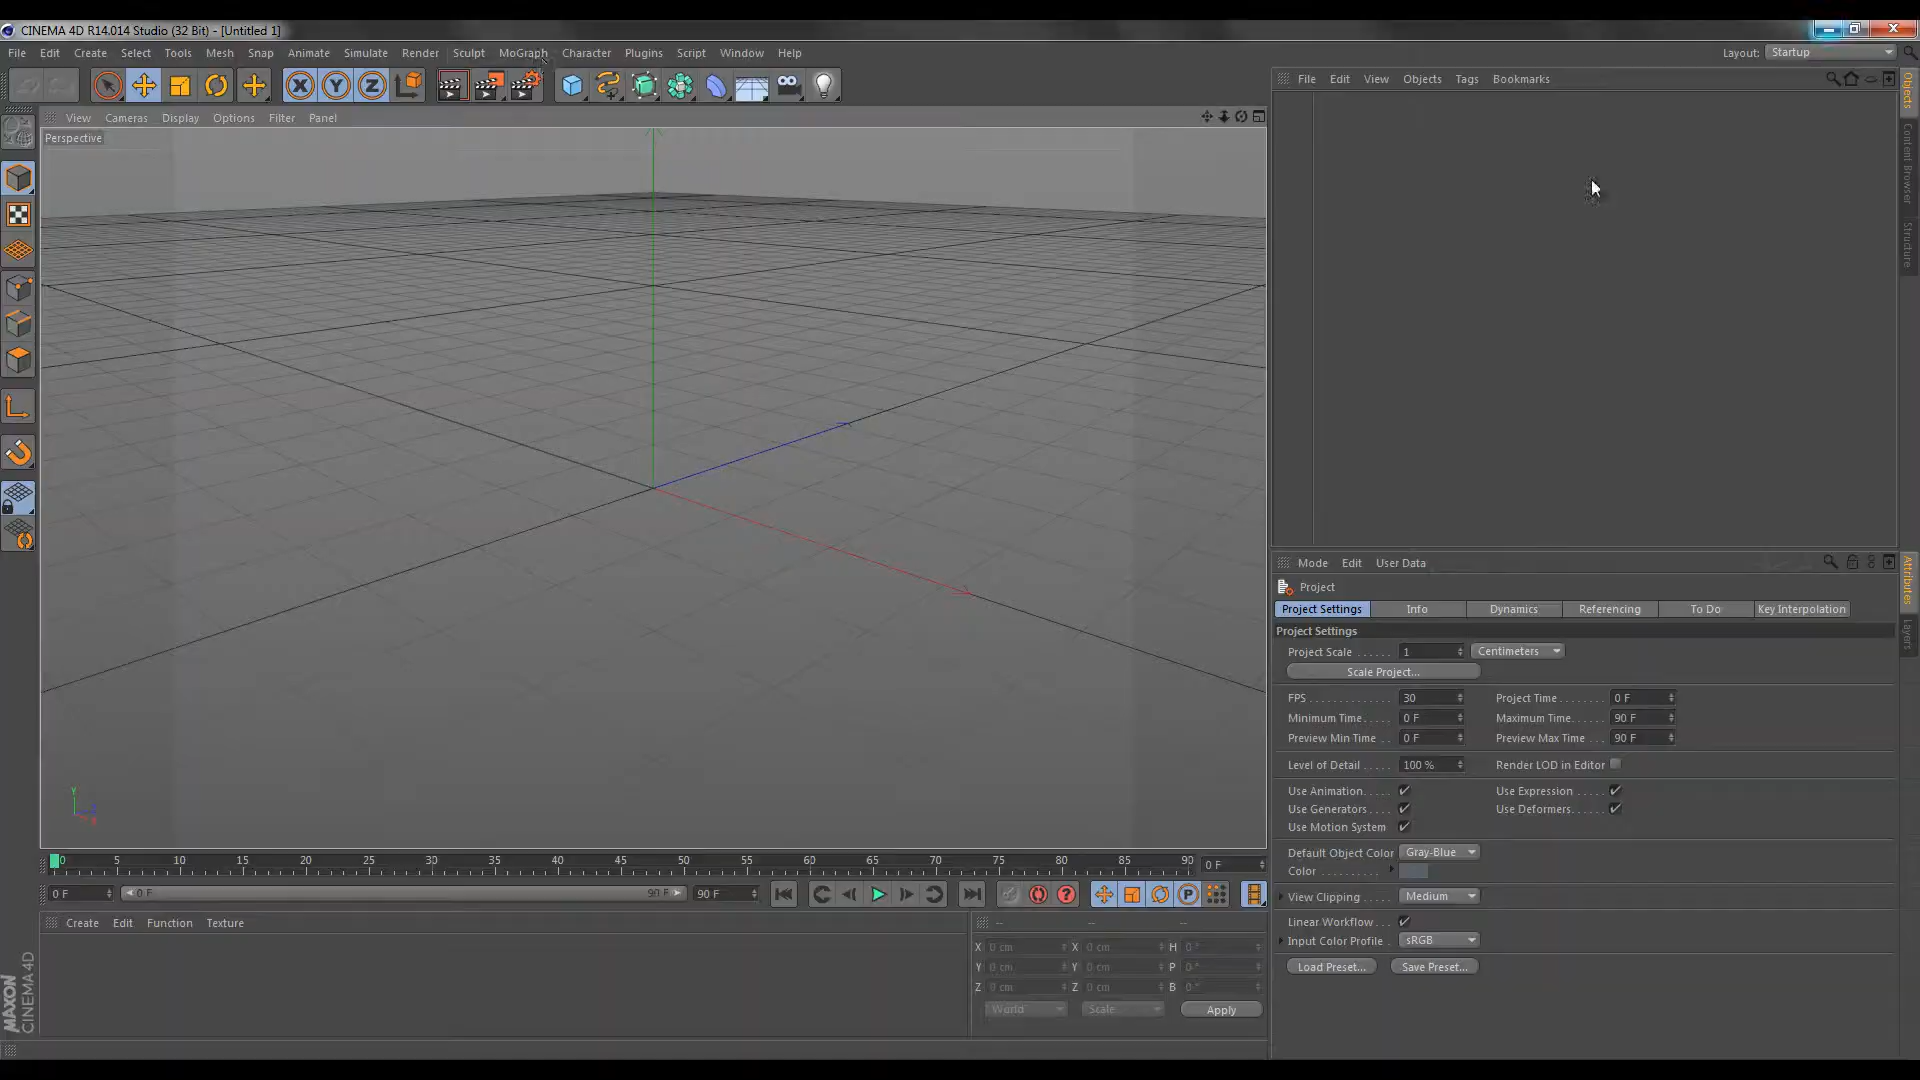 CINEMA 4D R14.014 Studio (32 Bit) - [Untitled 1]
File Edit Create Select Tools Mesh Snap Animate Simulate Render Sculpt MoGraph Character Plugins Script Window Help
Layout: Startup
File Edit View Objects Tags Bookmarks
View Cameras Display Options Filter Panel
Perspective
Objects
Content Browser
Structure
Y
Mode Edit User Data
Project
Project Settings Info Dynamics Referencing To Do Key Interpolation
Project Settings
Project Scale ...... 1 Centimeters
Scale Project...
FPS .............. 30 Project Time ........ 0 F
Minimum Time .... 0 F Maximum Time ..... 90 F
Preview Min Time .. 0 F Preview Max Time ... 90 F
Level of Detail ..... 100 % Render LOD in Editor
Use Animation ..... Use Expression .....
Use Generators .... Use Deformers ......
Use Motion System
Default Object Color Gray-Blue
Color ..........
View Clipping ..... Medium
Linear Workflow ...
Input Color Profile . sRGB
Load Preset... Save Preset...
Attributes
Layers
0 5 10 15 20 25 30 35 40 45 50 55 60 65 70 75 80 85 90 0 F
0 F 0 F 90 F 90 F
P
Create Edit Function Texture
-- -- --
X 0 cm X 0 cm H 0 °
Y 0 cm Y 0 cm P 0 °
Z 0 cm Z 0 cm B 0 °
World Scale Apply
MAXON
CINEMA 4D